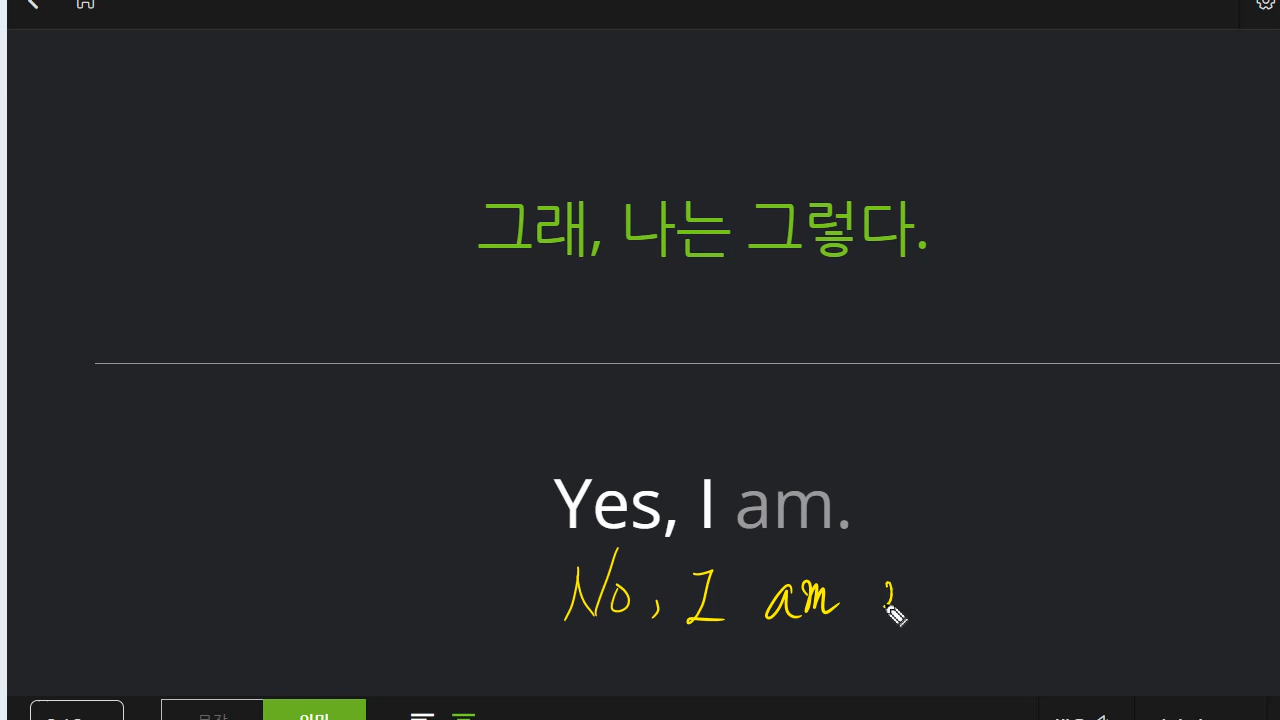 그래, 나는 그렇다.
Yes, I am.
No, I am